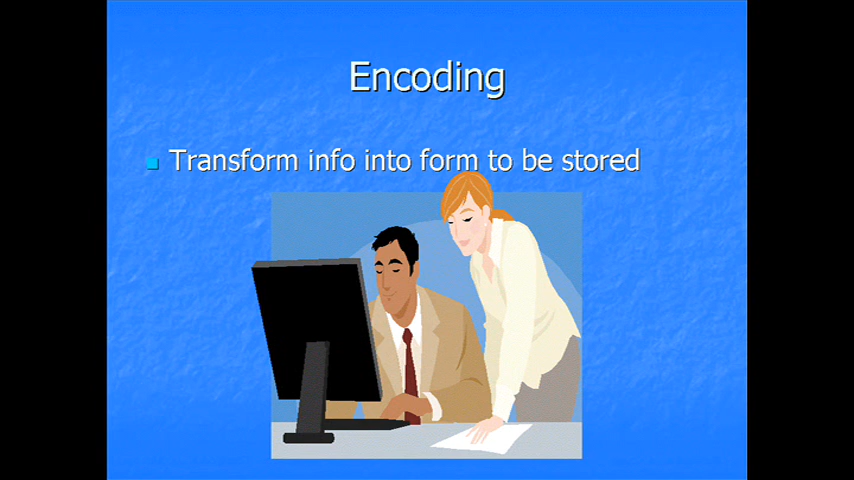 Encoding
Transform info into form to be stored